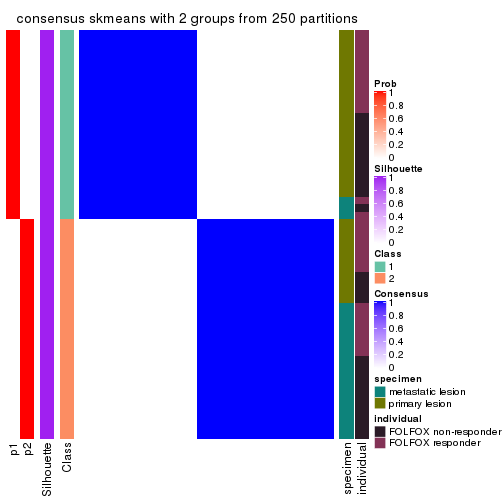 consensus skmeans with 2 groups from 250 partitions
Prob
1
0.8
0.6
0.4
0.2
0
Silhouette
1
0.8
0.6
0.4
0.2
0
Class
1
2
Consensus
1
0.8
0.6
0.4
0.2
0
specimen
metastatic lesion
primary lesion
individual
FOLFOX non-responder
FOLFOX responder
p1
p2
Silhouette
Class
specimen
individual